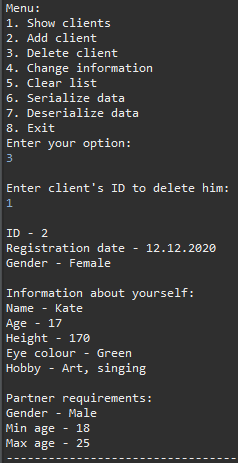 Menu:
1. Show clients
2. Add client
3. Delete client
4. Change information
5. Clear list
6. Serialize data
7. Deserialize data
8. Exit
Enter your option:
3
Enter client's ID to delete him:
1
ID - 2
Registration date - 12.12.2020
Gender - Female
Information about yourself:
Name - Kate
Age - 17
Height - 170
Eye colour - Green
Hobby - Art, singing
Partner requirements:
Gender - Male
Min age - 18
Max age - 25
---------------------------------